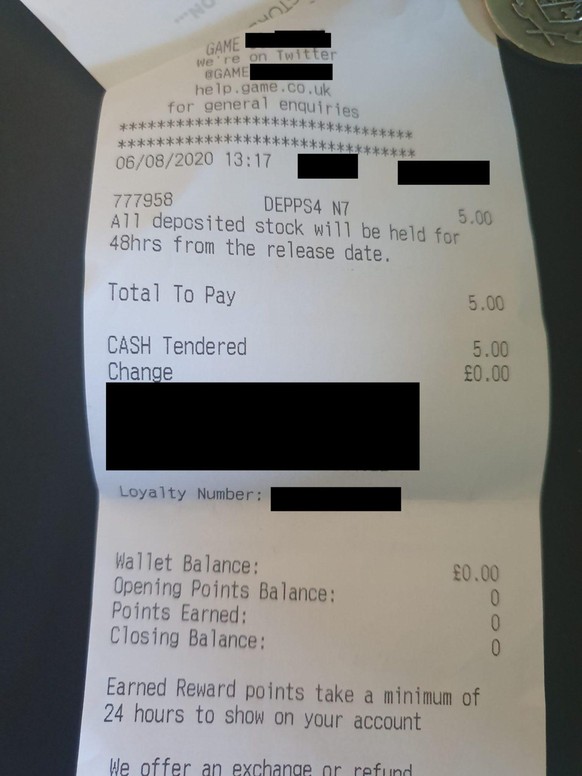 GAME
We're on Twitter
@GAME
help.game.co.uk
for general enquiries
********************************
********************************
06/08/2020 13:17
777958 DEPPS4 N7 5.00
All deposited stock will be held for
48hrs from the release date.
Total To Pay 5.00
CASH Tendered 5.00
Change £0.00
Loyalty Number:
Wallet Balance: £0.00
Opening Points Balance: 0
Points Earned: 0
Closing Balance: 0
Earned Reward points take a minimum of
24 hours to show on your account
We offer an exchange or refund